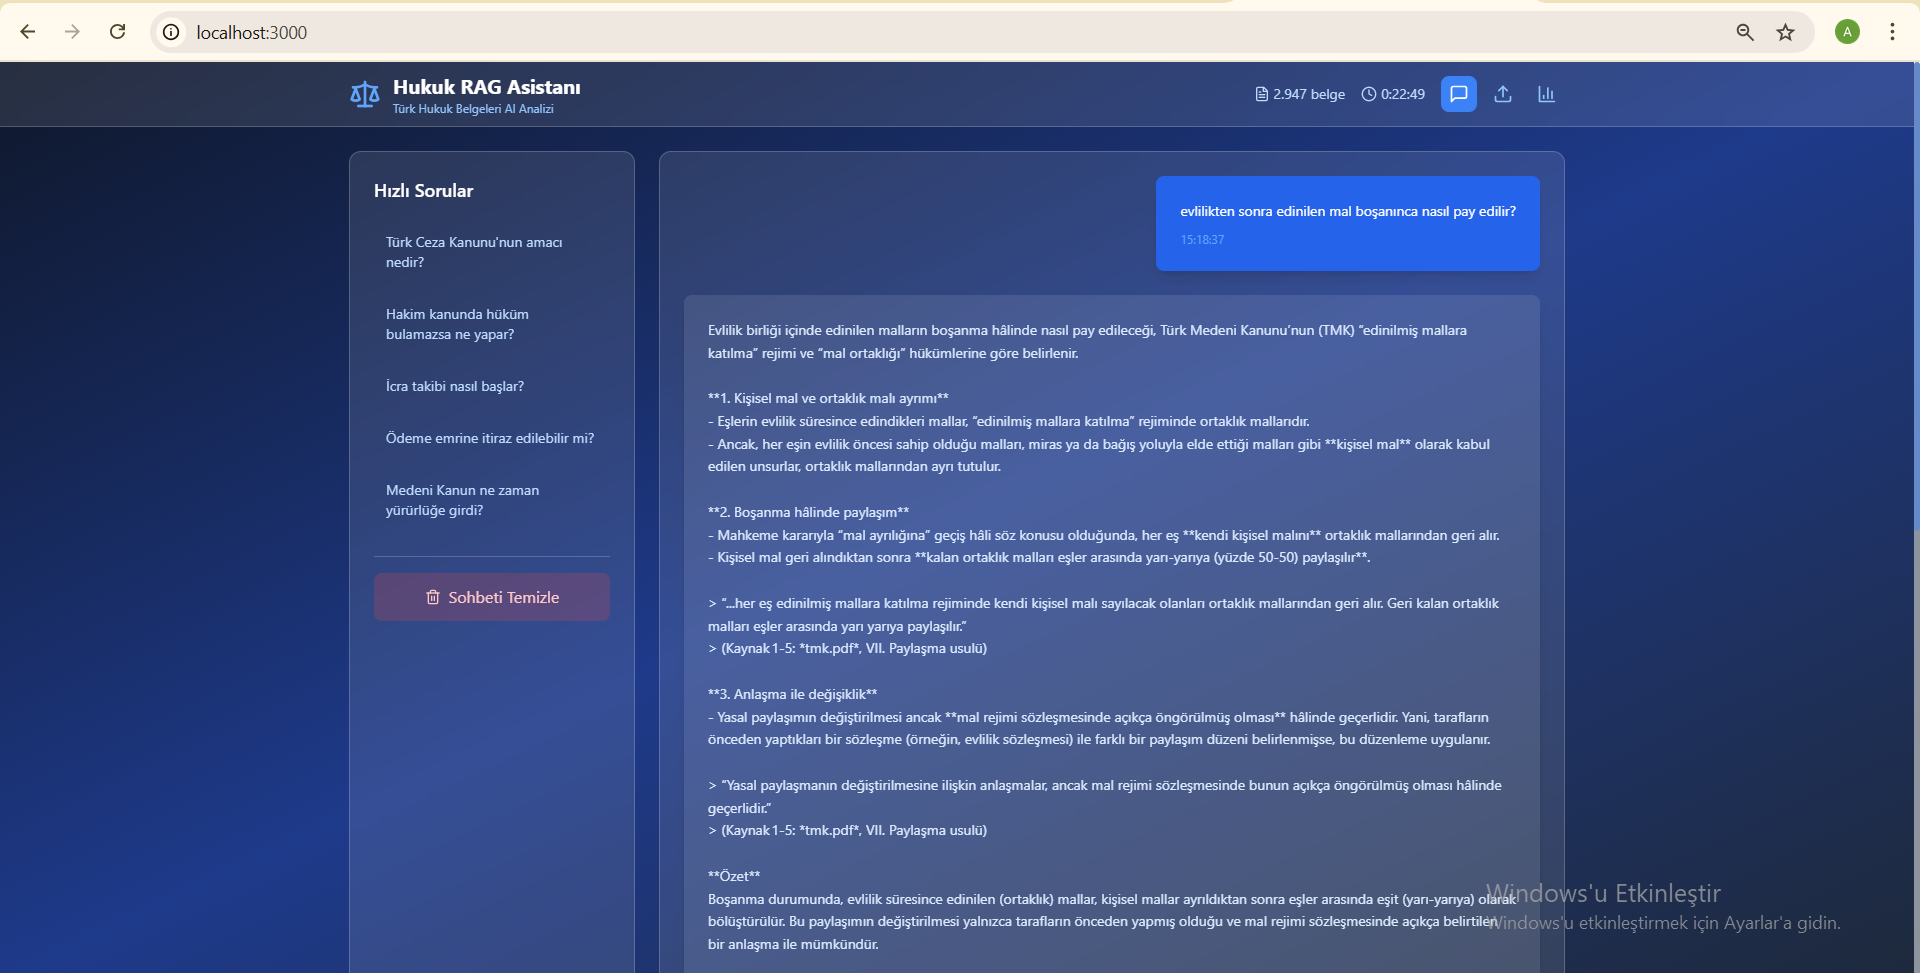 localhost:3000
A
Hukuk RAG Asistanı
Türk Hukuk Belgeleri AI Analizi
2.947 belge
0:22:49
Hızlı Sorular
Türk Ceza Kanunu'nun amacı
nedir?
Hakim kanunda hüküm
bulamazsa ne yapar?
İcra takibi nasıl başlar?
Ödeme emrine itiraz edilebilir mi?
Medeni Kanun ne zaman
yürürlüğe girdi?
Sohbeti Temizle
evlilikten sonra edinilen mal boşanınca nasıl pay edilir?
15:18:37
Evlilik birliği içinde edinilen malların boşanma hâlinde nasıl pay edileceği, Türk Medeni Kanunu'nun (TMK) “edinilmiş mallara
katılma” rejimi ve “mal ortaklığı” hükümlerine göre belirlenir.
**1. Kişisel mal ve ortaklık malı ayrımı**
- Eşlerin evlilik süresince edindikleri mallar, “edinilmiş mallara katılma” rejiminde ortaklık mallarıdır.
- Ancak, her eşin evlilik öncesi sahip olduğu malları, miras ya da bağış yoluyla elde ettiği malları gibi **kişisel mal** olarak kabul
edilen unsurlar, ortaklık mallarından ayrı tutulur.
**2. Boşanma hâlinde paylaşım**
- Mahkeme kararıyla “mal ayrılığına” geçiş hâli söz konusu olduğunda, her eş **kendi kişisel malını** ortaklık mallarından geri alır.
- Kişisel mal geri alındıktan sonra **kalan ortaklık malları eşler arasında yarı-yarıya (yüzde 50-50) paylaşılır**.
> “...her eş edinilmiş mallara katılma rejiminde kendi kişisel malı sayılacak olanları ortaklık mallarından geri alır. Geri kalan ortaklık
malları eşler arasında yarı yarıya paylaşılır.”
> (Kaynak 1-5: *tmk.pdf*, VII. Paylaşma usulü)
**3. Anlaşma ile değişiklik**
- Yasal paylaşımın değiştirilmesi ancak **mal rejimi sözleşmesinde açıkça öngörülmüş olması** hâlinde geçerlidir. Yani, tarafların
önceden yaptıkları bir sözleşme (örneğin, evlilik sözleşmesi) ile farklı bir paylaşım düzeni belirlenmişse, bu düzenleme uygulanır.
> “Yasal paylaşmanın değiştirilmesine ilişkin anlaşmalar, ancak mal rejimi sözleşmesinde bunun açıkça öngörülmüş olması hâlinde
geçerlidir.”
> (Kaynak 1-5: *tmk.pdf*, VII. Paylaşma usulü)
**Özet**
Boşanma durumunda, evlilik süresince edinilen (ortaklık) mallar, kişisel mallar ayrıldıktan sonra eşler arasında eşit (yarı-yarıya) olarak
bölüştürülür. Bu paylaşımın değiştirilmesi yalnızca tarafların önceden yapmış olduğu ve mal rejimi sözleşmesinde açıkça belirtilen
bir anlaşma ile mümkündür.
Windows'u Etkinleştir
Windows'u etkinleştirmek için Ayarlar'a gidin.